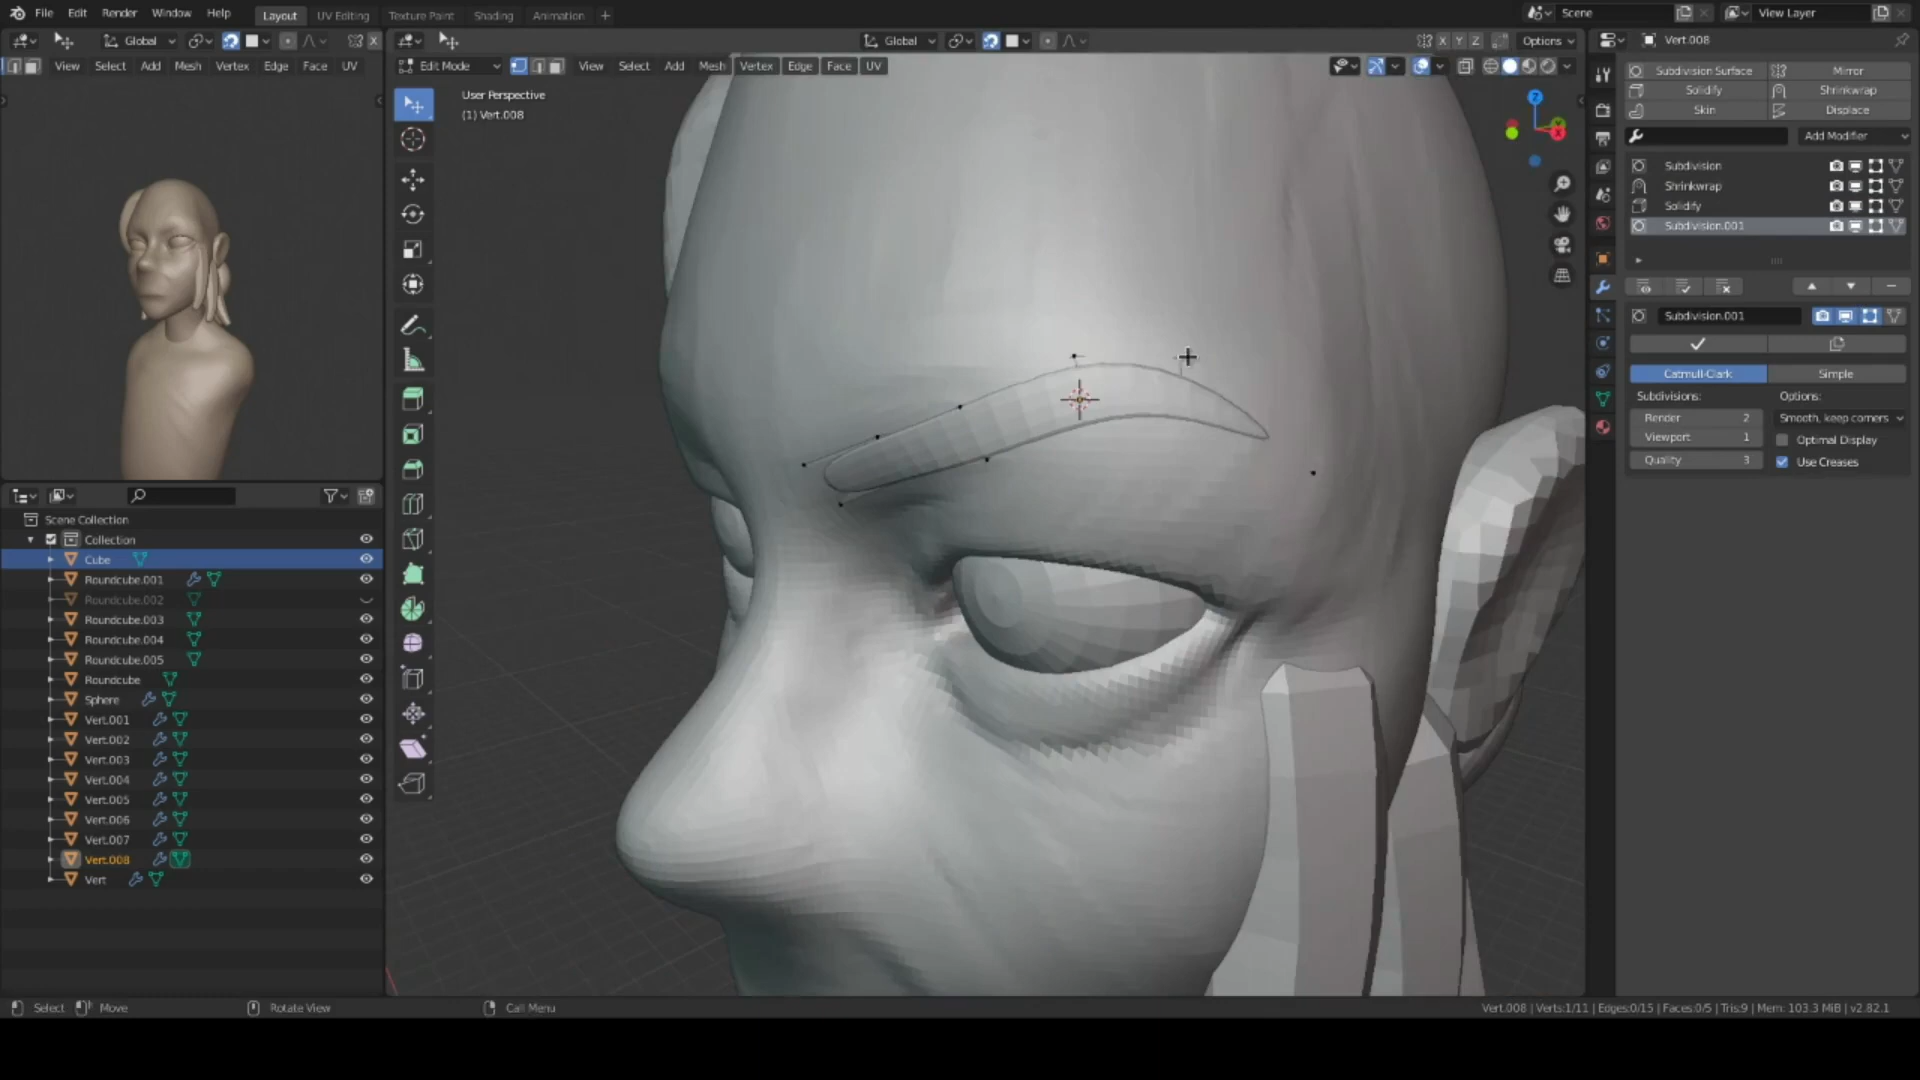 File Edit Render Window Help Layout UV Editing Texture Paint Shading Animation + Scene View Layer
Global X Global X Y Z Options Vert.008
View Select Add Mesh Vertex Edge Face UV Edit Mode View Select Add Mesh Vertex Edge Face UV
Subdivision Surface Mirror
Solidify Shrinkwrap
Skin Displace
Add Modifier
User Perspective
(1) Vert.008
Z
Subdivision
Shrinkwrap
Solidify
Subdivision.001
Subdivision.001
Catmull-Clark Simple
Subdivisions: Options:
Render 2 Smooth, keep corners
Viewport 1 Optimal Display
Quality 3 Use Creases
Scene Collection
Collection
Cube
Roundcube.001
Roundcube.002
Roundcube.003
Roundcube.004
Roundcube.005
Roundcube
Sphere
Vert.001
Vert.002
Vert.003
Vert.004
Vert.005
Vert.006
Vert.007
Vert.008
Vert
Select Move Rotate View Call Menu Vert.008 | Verts:1/11 | Edges:0/15 | Faces:0/5 | Tris:9 | Mem: 103.3 MiB | v2.82.1